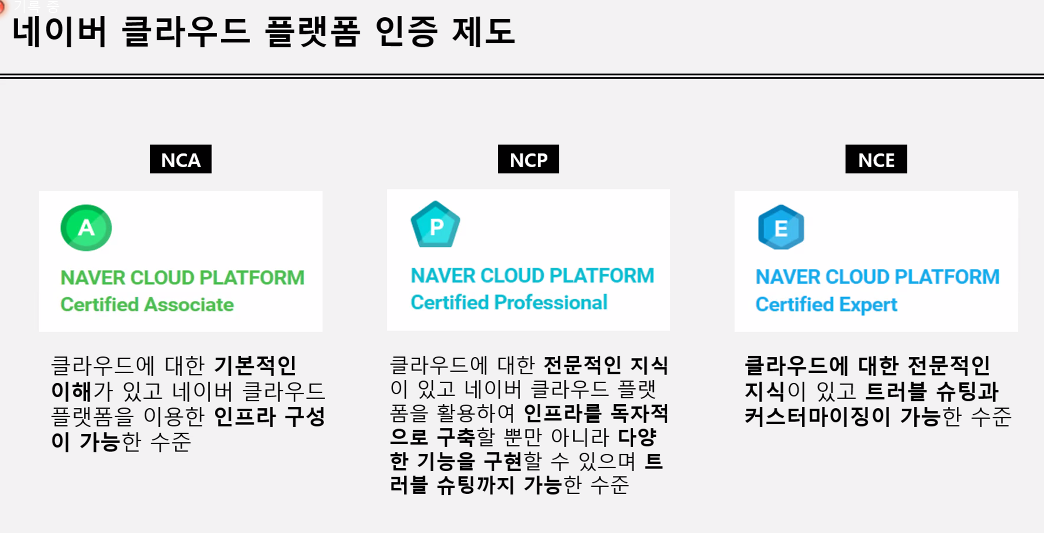 기록 중
네이버 클라우드 플랫폼 인증 제도
NCA
A
NAVER CLOUD PLATFORM
Certified Associate
클라우드에 대한 기본적인
이해가 있고 네이버 클라우드
플랫폼을 이용한 인프라 구성
이 가능한 수준
NCP
P
NAVER CLOUD PLATFORM
Certified Professional
클라우드에 대한 전문적인 지식
이 있고 네이버 클라우드 플랫
폼을 활용하여 인프라를 독자적
으로 구축할 뿐만 아니라 다양
한 기능을 구현할 수 있으며 트
러블 슈팅까지 가능한 수준
NCE
E
NAVER CLOUD PLATFORM
Certified Expert
클라우드에 대한 전문적인
지식이 있고 트러블 슈팅과
커스터마이징이 가능한 수준